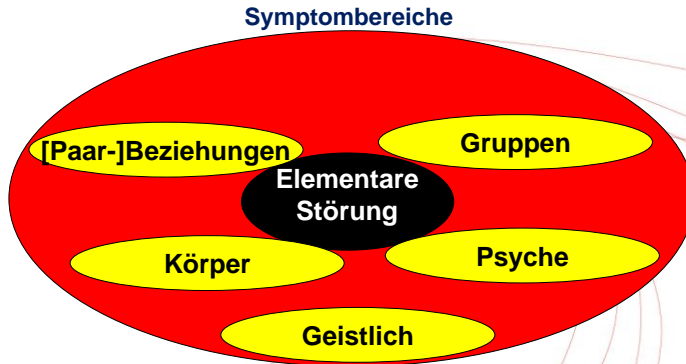 Symptombereiche
[Paar-]Beziehungen
Gruppen
Elementare
Störung
Körper
Psyche
Geistlich